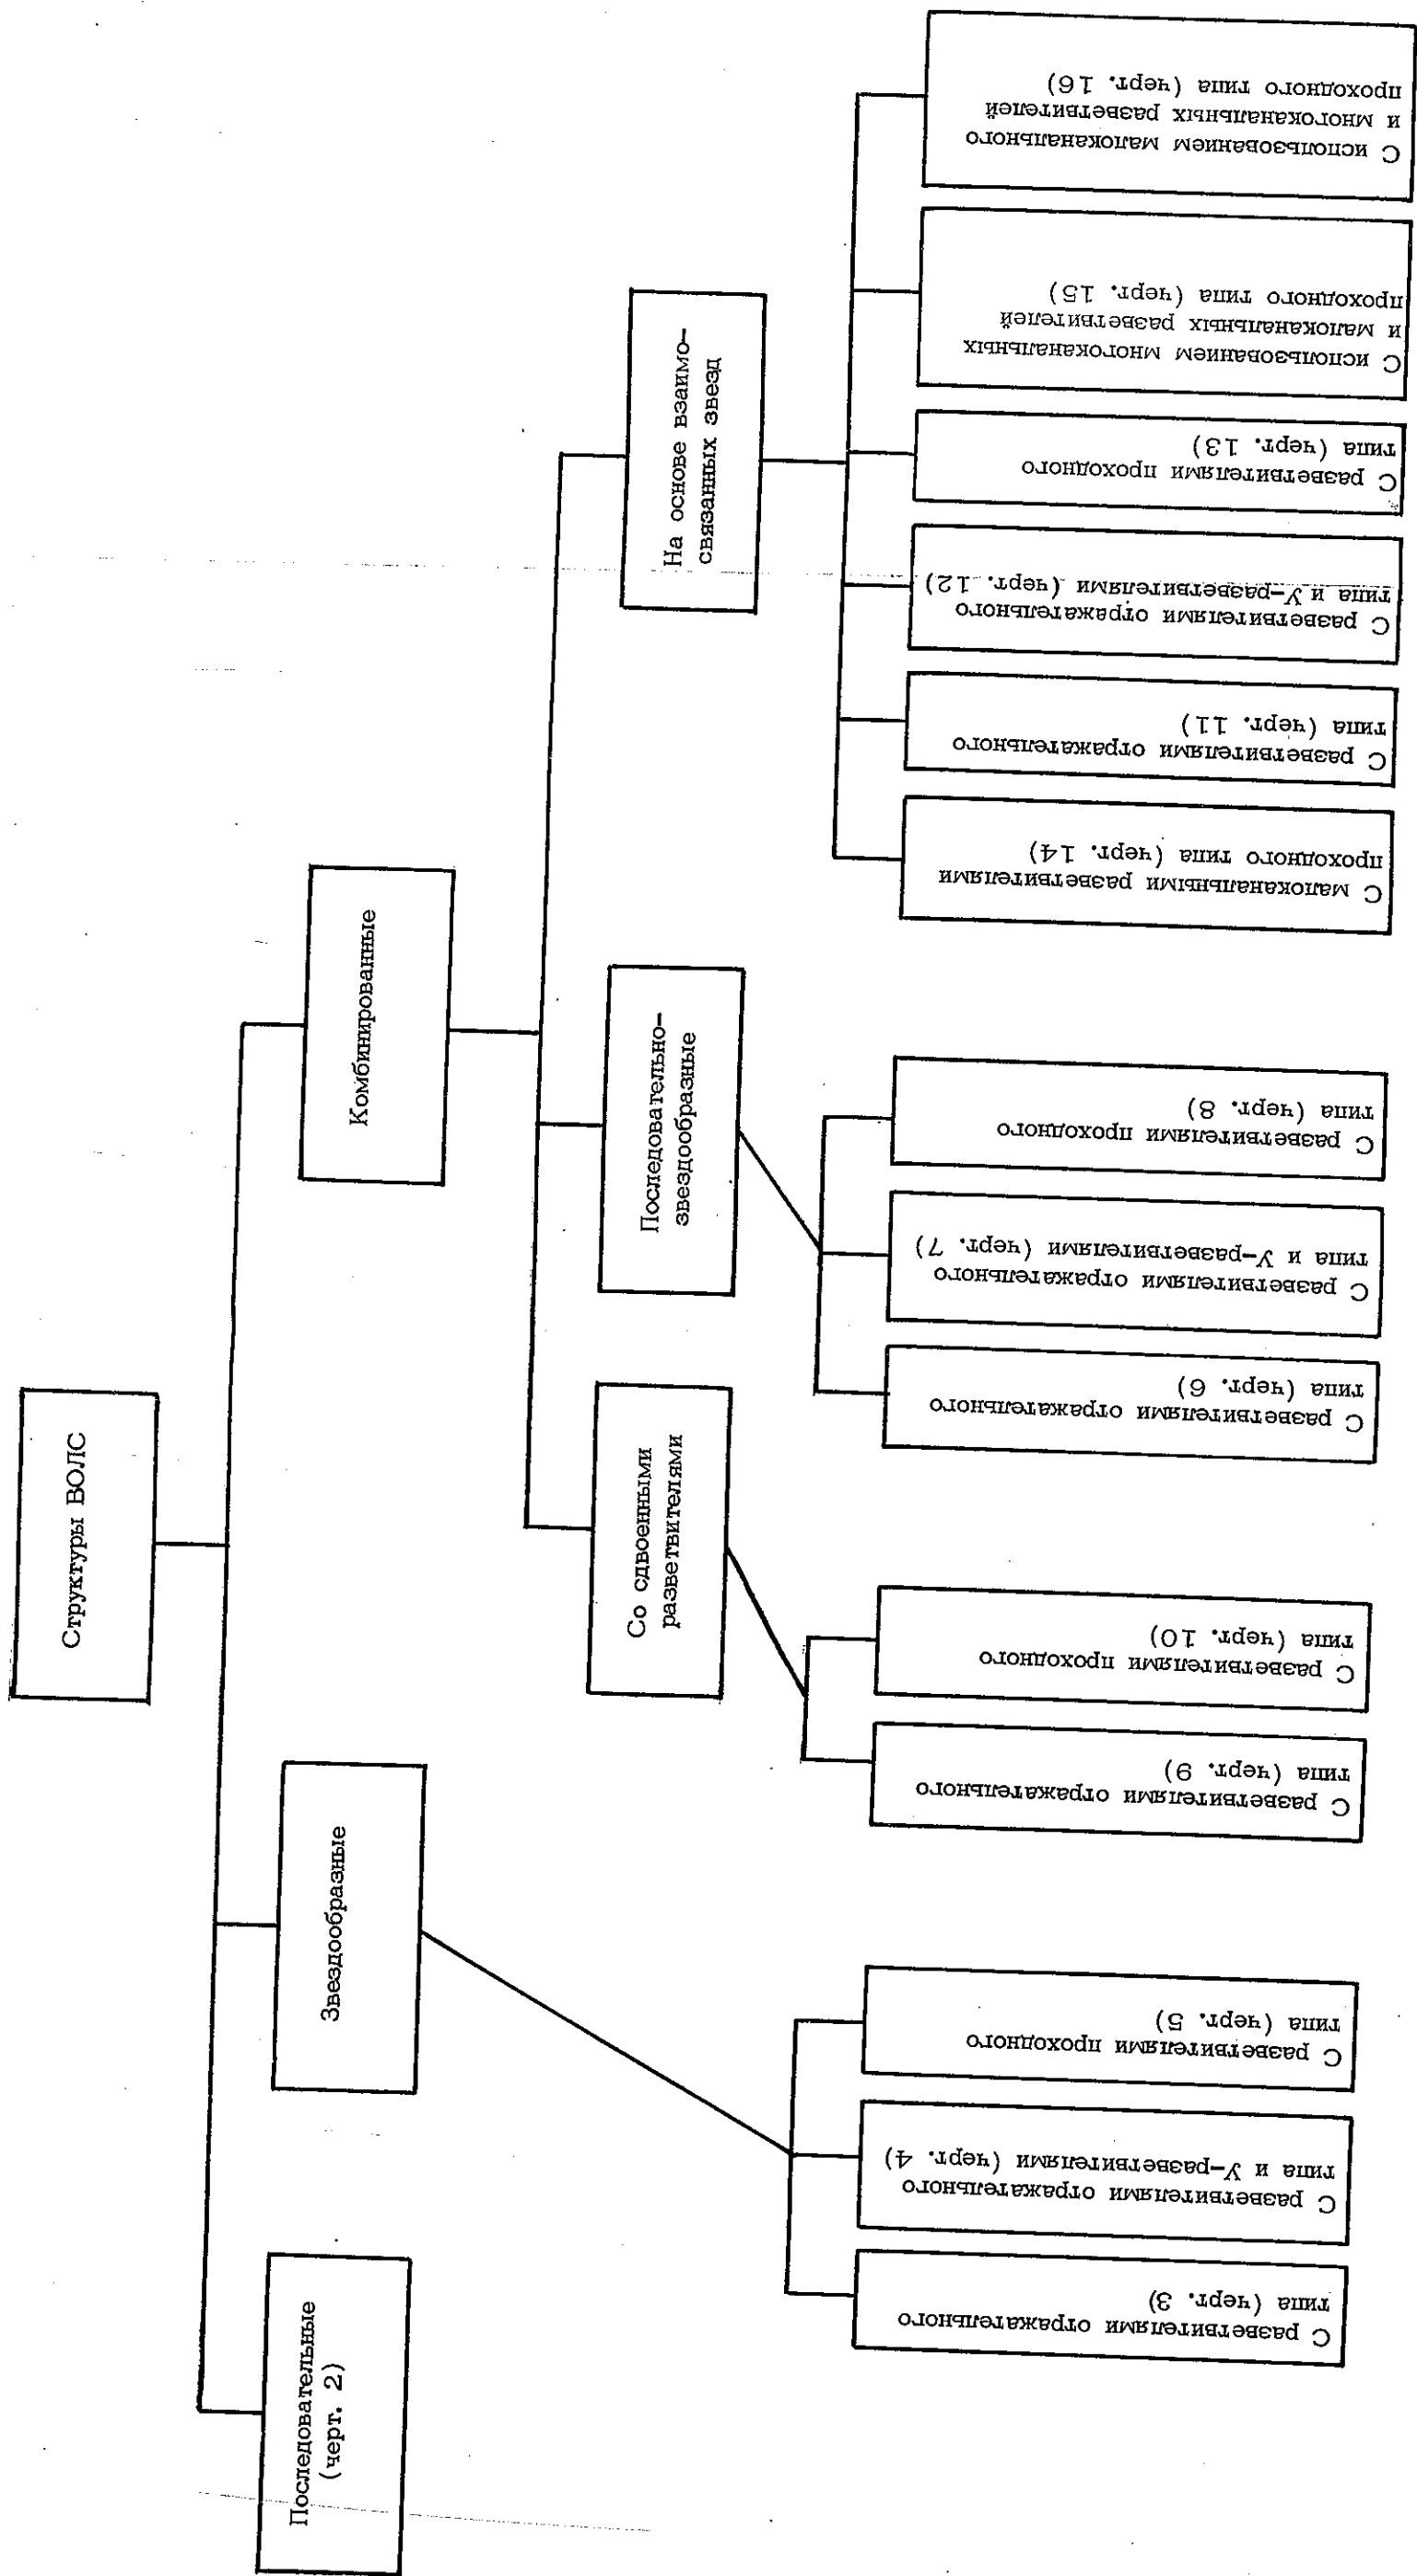 Структуры ВОЛС
Последовательные
(черт. 2)
Звездообразные
Комбинированные
Со сдвоенными
разветвителями
Последовательно-
звездообразные
На основе взаимо-
связанных звезд
С разветвителями отражательного
типа (черт. 3)
С разветвителями отражательного
типа и У-разветвителями (черт. 4)
С разветвителями проходного
типа (черт. 5)
С разветвителями отражательного
типа (черт. 9)
С разветвителями проходного
типа (черт. 10)
С разветвителями отражательного
типа (черт. 6)
С разветвителями отражательного
типа и У-разветвителями (черт. 7)
С разветвителями проходного
типа (черт. 8)
С малоканальными разветвителями
проходного типа (черт. 14)
С разветвителями отражательного
типа (черт. 11)
С разветвителями отражательного
типа и У-разветвителями (черт. 12)
С разветвителями проходного
типа (черт. 13)
С использованием многоканальных
и малоканальных разветвителей
проходного типа (черт. 15)
С использованием малоканального
и многоканальных разветвителей
проходного типа (черт. 16)